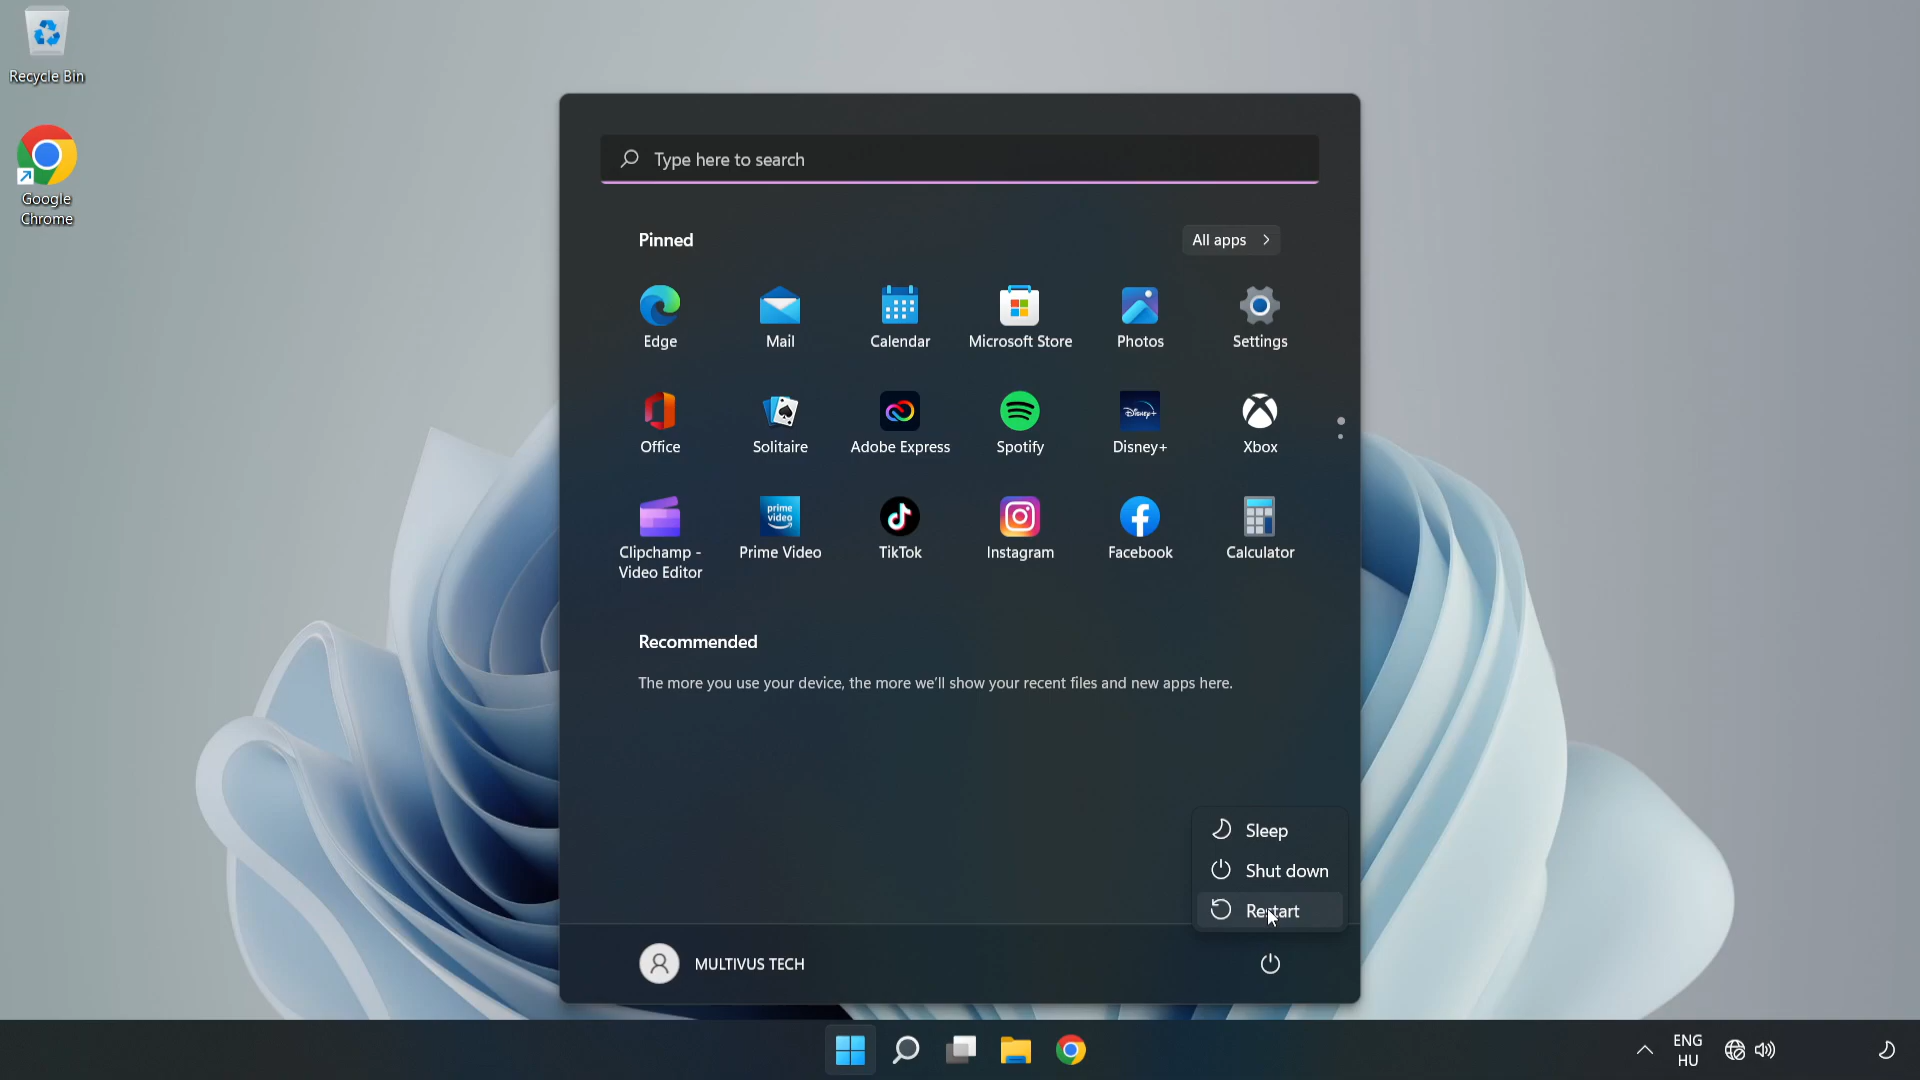 Recycle Bin
Google
Chrome
Type here to search
Pinned
All apps
Edge
Mail
Calendar
Microsoft Store
Photos
Settings
Office
Solitaire
Adobe Express
Disney+
Spotify
Disney+
Xbox
prime
video
Clipchamp -
Video Editor
Prime Video
TikTok
Instagram
Facebook
Calculator
Recommended
The more you use your device, the more we'll show your recent files and new apps here.
Sleep
Shut down
Restart
MULTIVUS TECH
ENG
HU